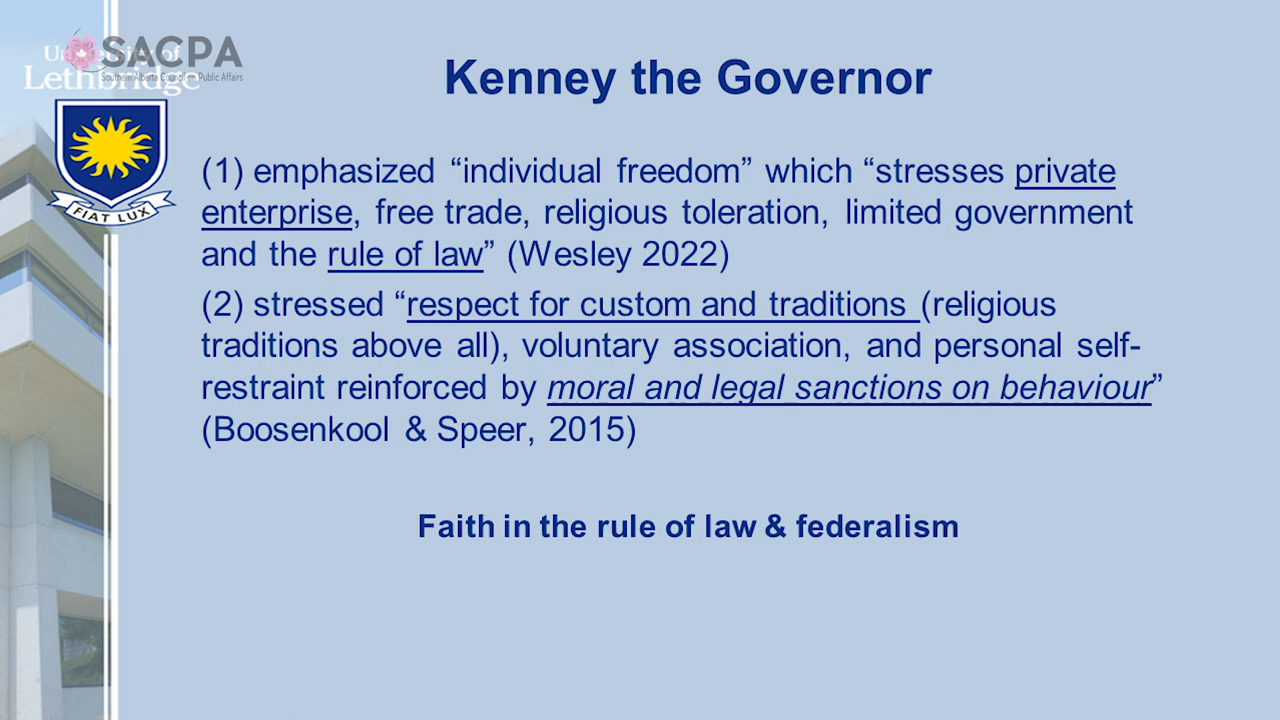 University of
Lethbridge
SACPA
Southern Alberta Council on Public Affairs
FIAT LUX
Kenney the Governor
(1) emphasized “individual freedom” which “stresses private
enterprise, free trade, religious toleration, limited government
and the rule of law” (Wesley 2022)
(2) stressed “respect for custom and traditions (religious
traditions above all), voluntary association, and personal self-
restraint reinforced by moral and legal sanctions on behaviour”
(Boosenkool & Speer, 2015)
Faith in the rule of law & federalism